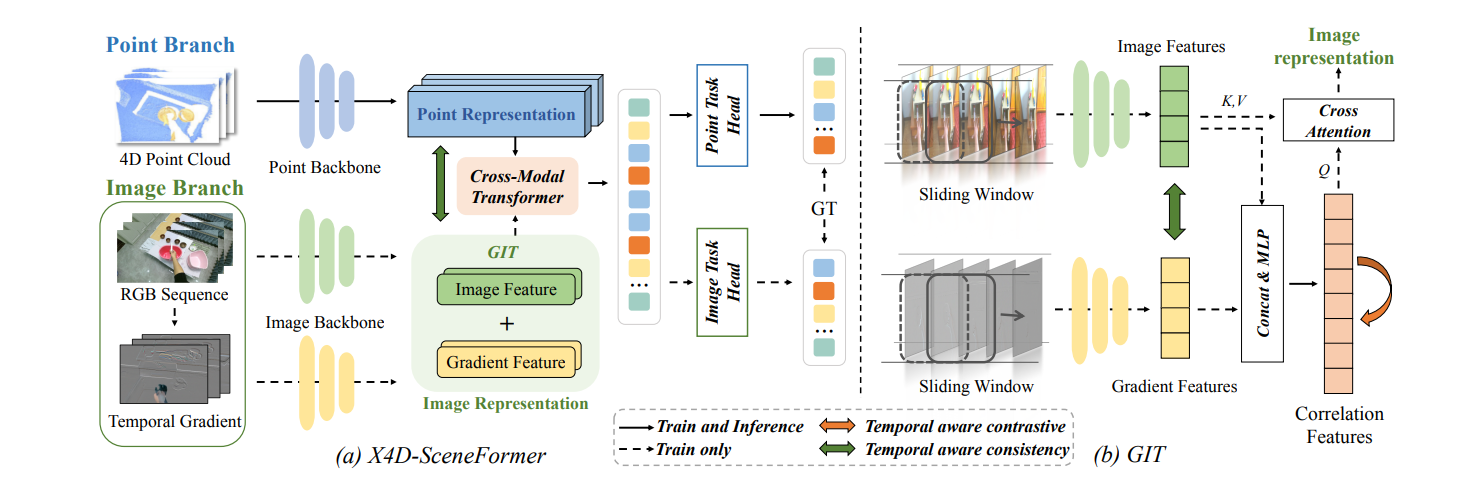 Point Branch
4D Point Cloud
Point Backbone
Image Branch
RGB Sequence
Temporal Gradient
Image Backbone
Point Representation
Cross-Modal
Transformer
GIT
Image Feature
+
Gradient Feature
Image Representation
...
Point Task
Head
Image Task
Head
...
GT
...
(a) X4D-SceneFormer
Train and Inference
Train only
Temporal aware contrastive
Temporal aware consistency
Sliding Window
Sliding Window
Image Features
Gradient Features
K,V
Concat & MLP
Image
representation
Cross
Attention
Q
Correlation
Features
(b) GIT